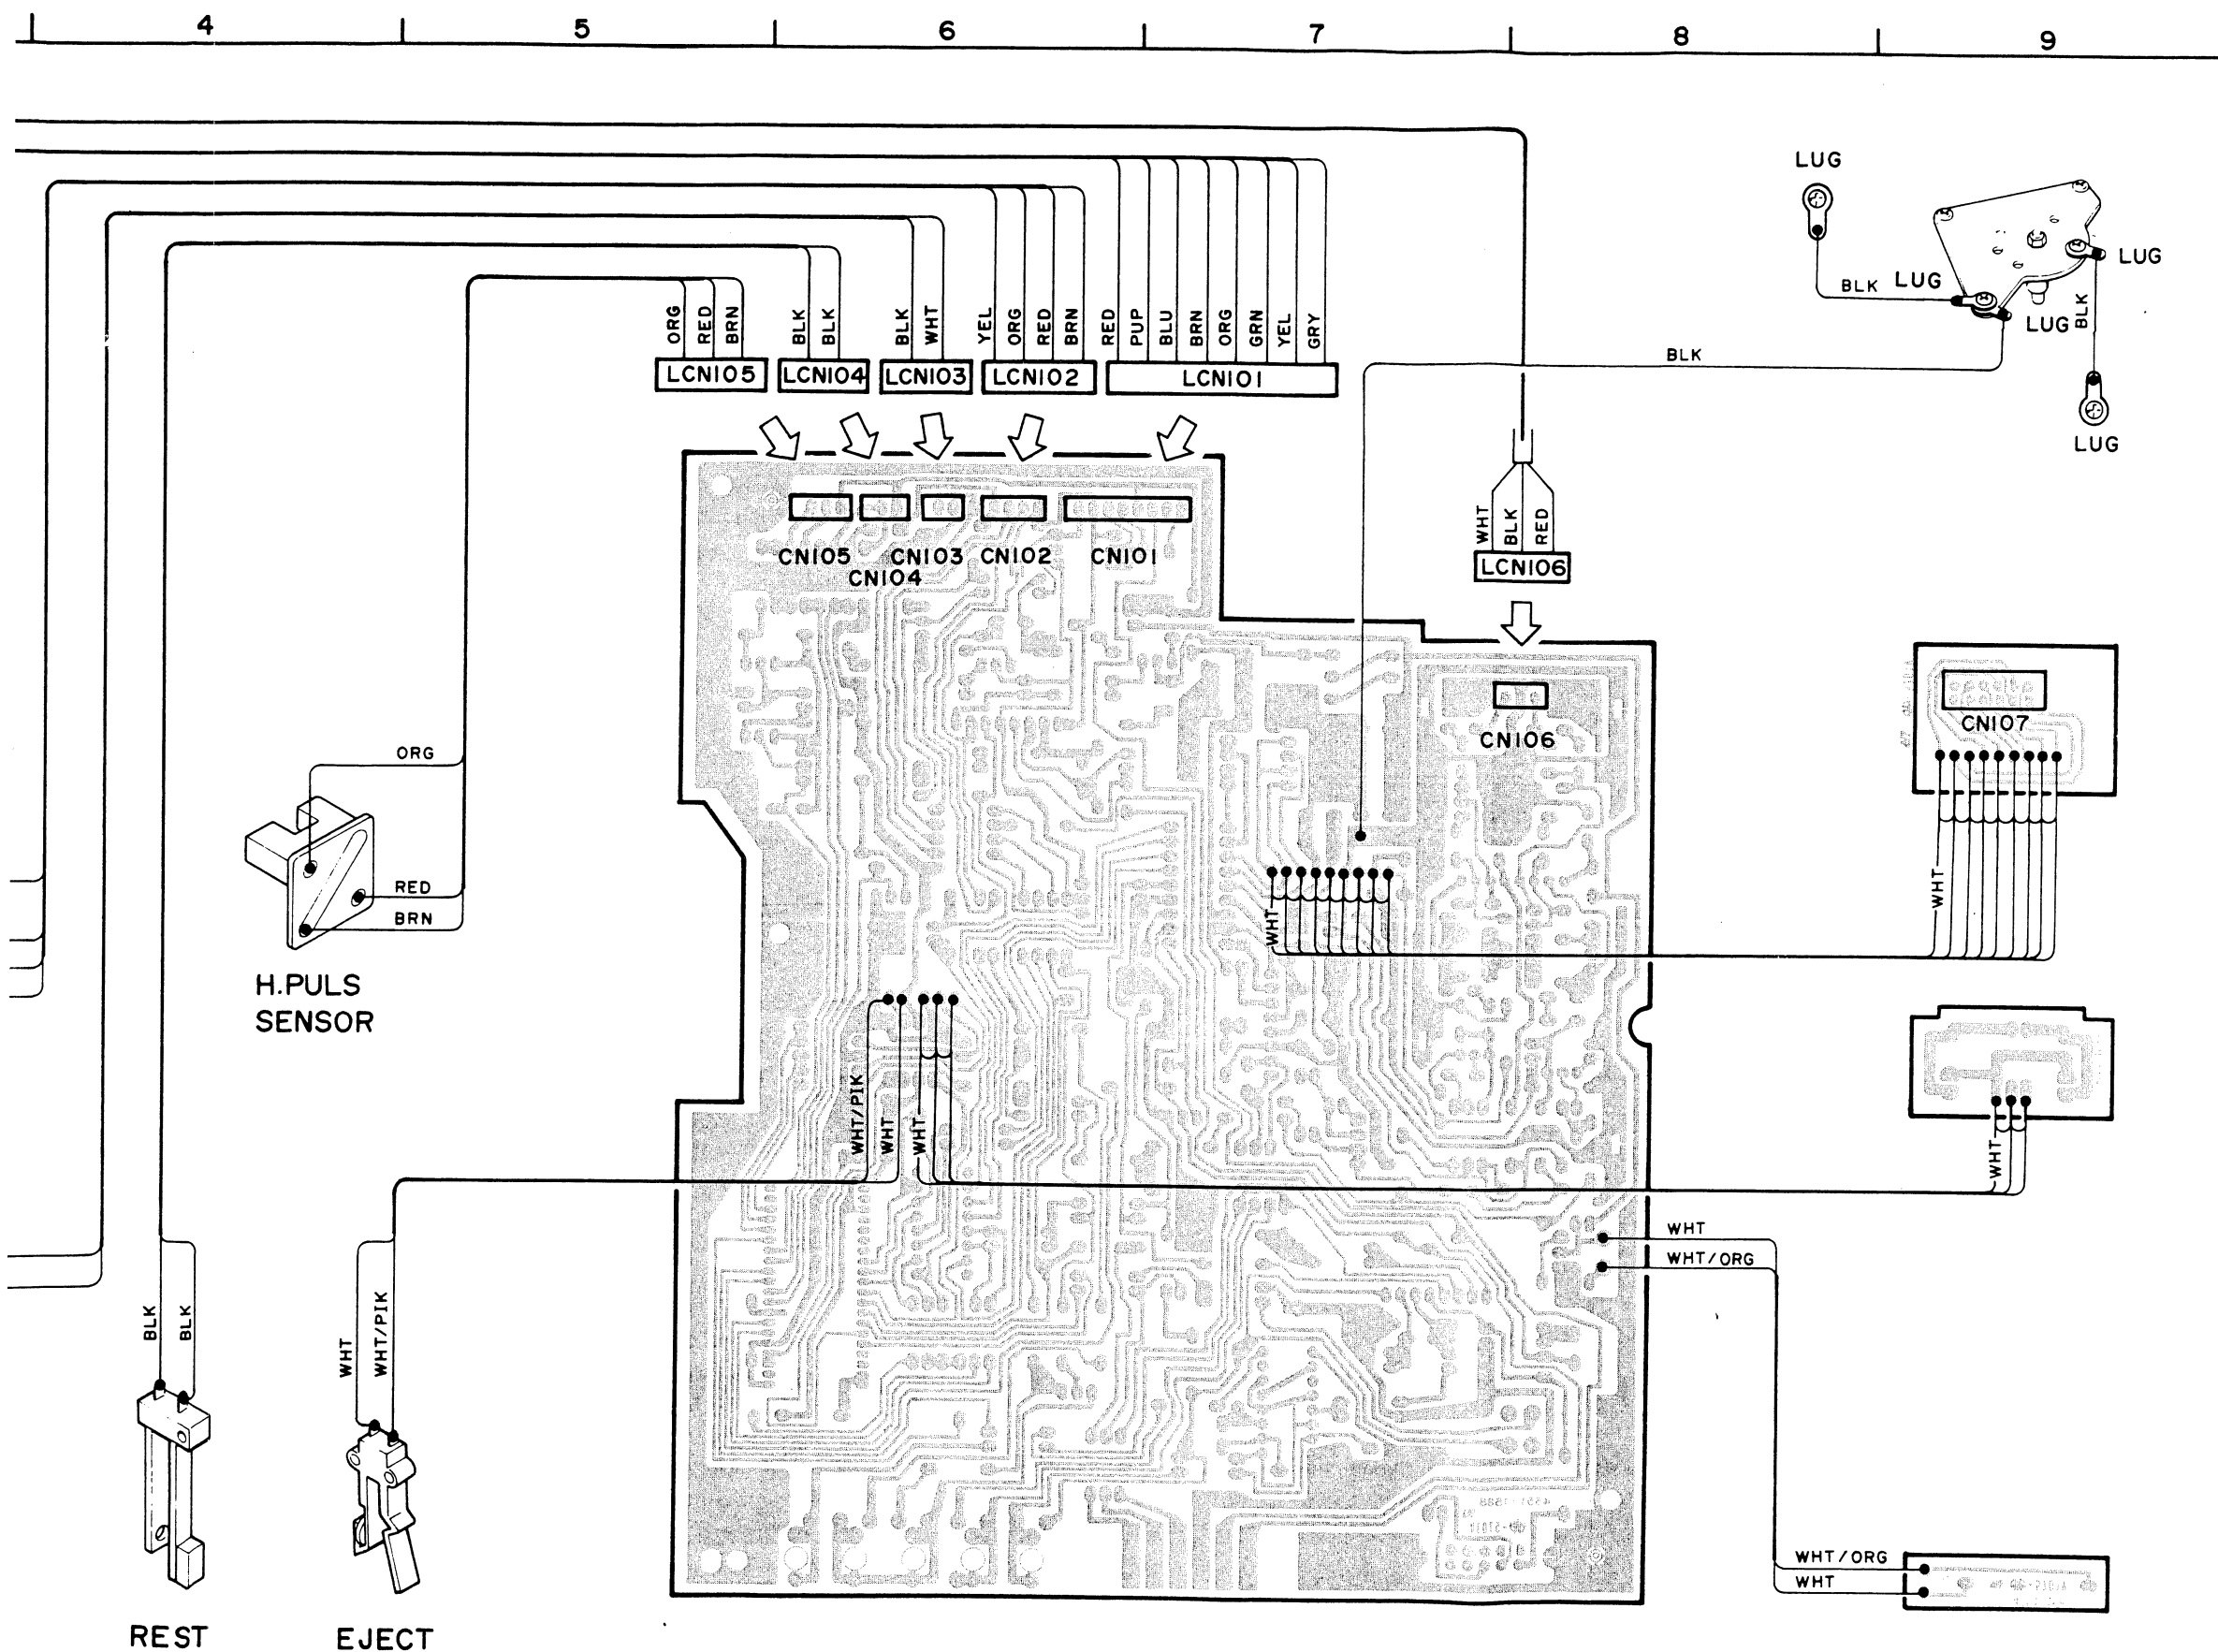 4 5 6 7 8 9
LUG
LUG
LUG
LUG
LUG
BLK
BLK
BLK
ORG RED BRN BLK BLK BLK WHT YEL ORG RED BRN RED PUP BLU BRN ORG GRN YEL GRY
LCN105 LCN104 LCN103 LCN102 LCN101
CN105 CN103 CN102 CN101
CN104
WHT BLK RED
LCN106
CN106
CN107
ORG
RED
BRN
H.PULS
SENSOR
WHT
WHT
WHT/PIK
WHT
WHT
WHT
WHT
WHT/ORG
BLK
BLK
WHT
WHT/PIK
WHT/ORG
WHT
REST EJECT